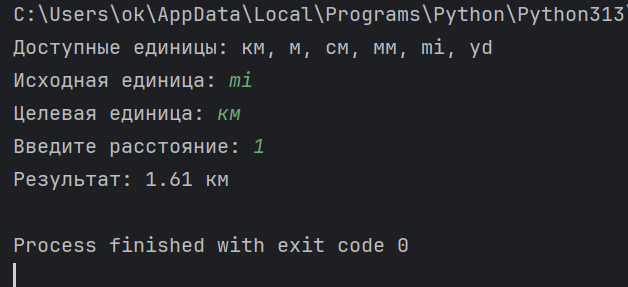 C:\Users\ok\AppData\Local\Programs\Python\Python313\
Доступные единицы: км, м, см, мм, mi, yd
Исходная единица: mi
Целевая единица: км
Введите расстояние: 1
Результат: 1.61 км
Process finished with exit code 0